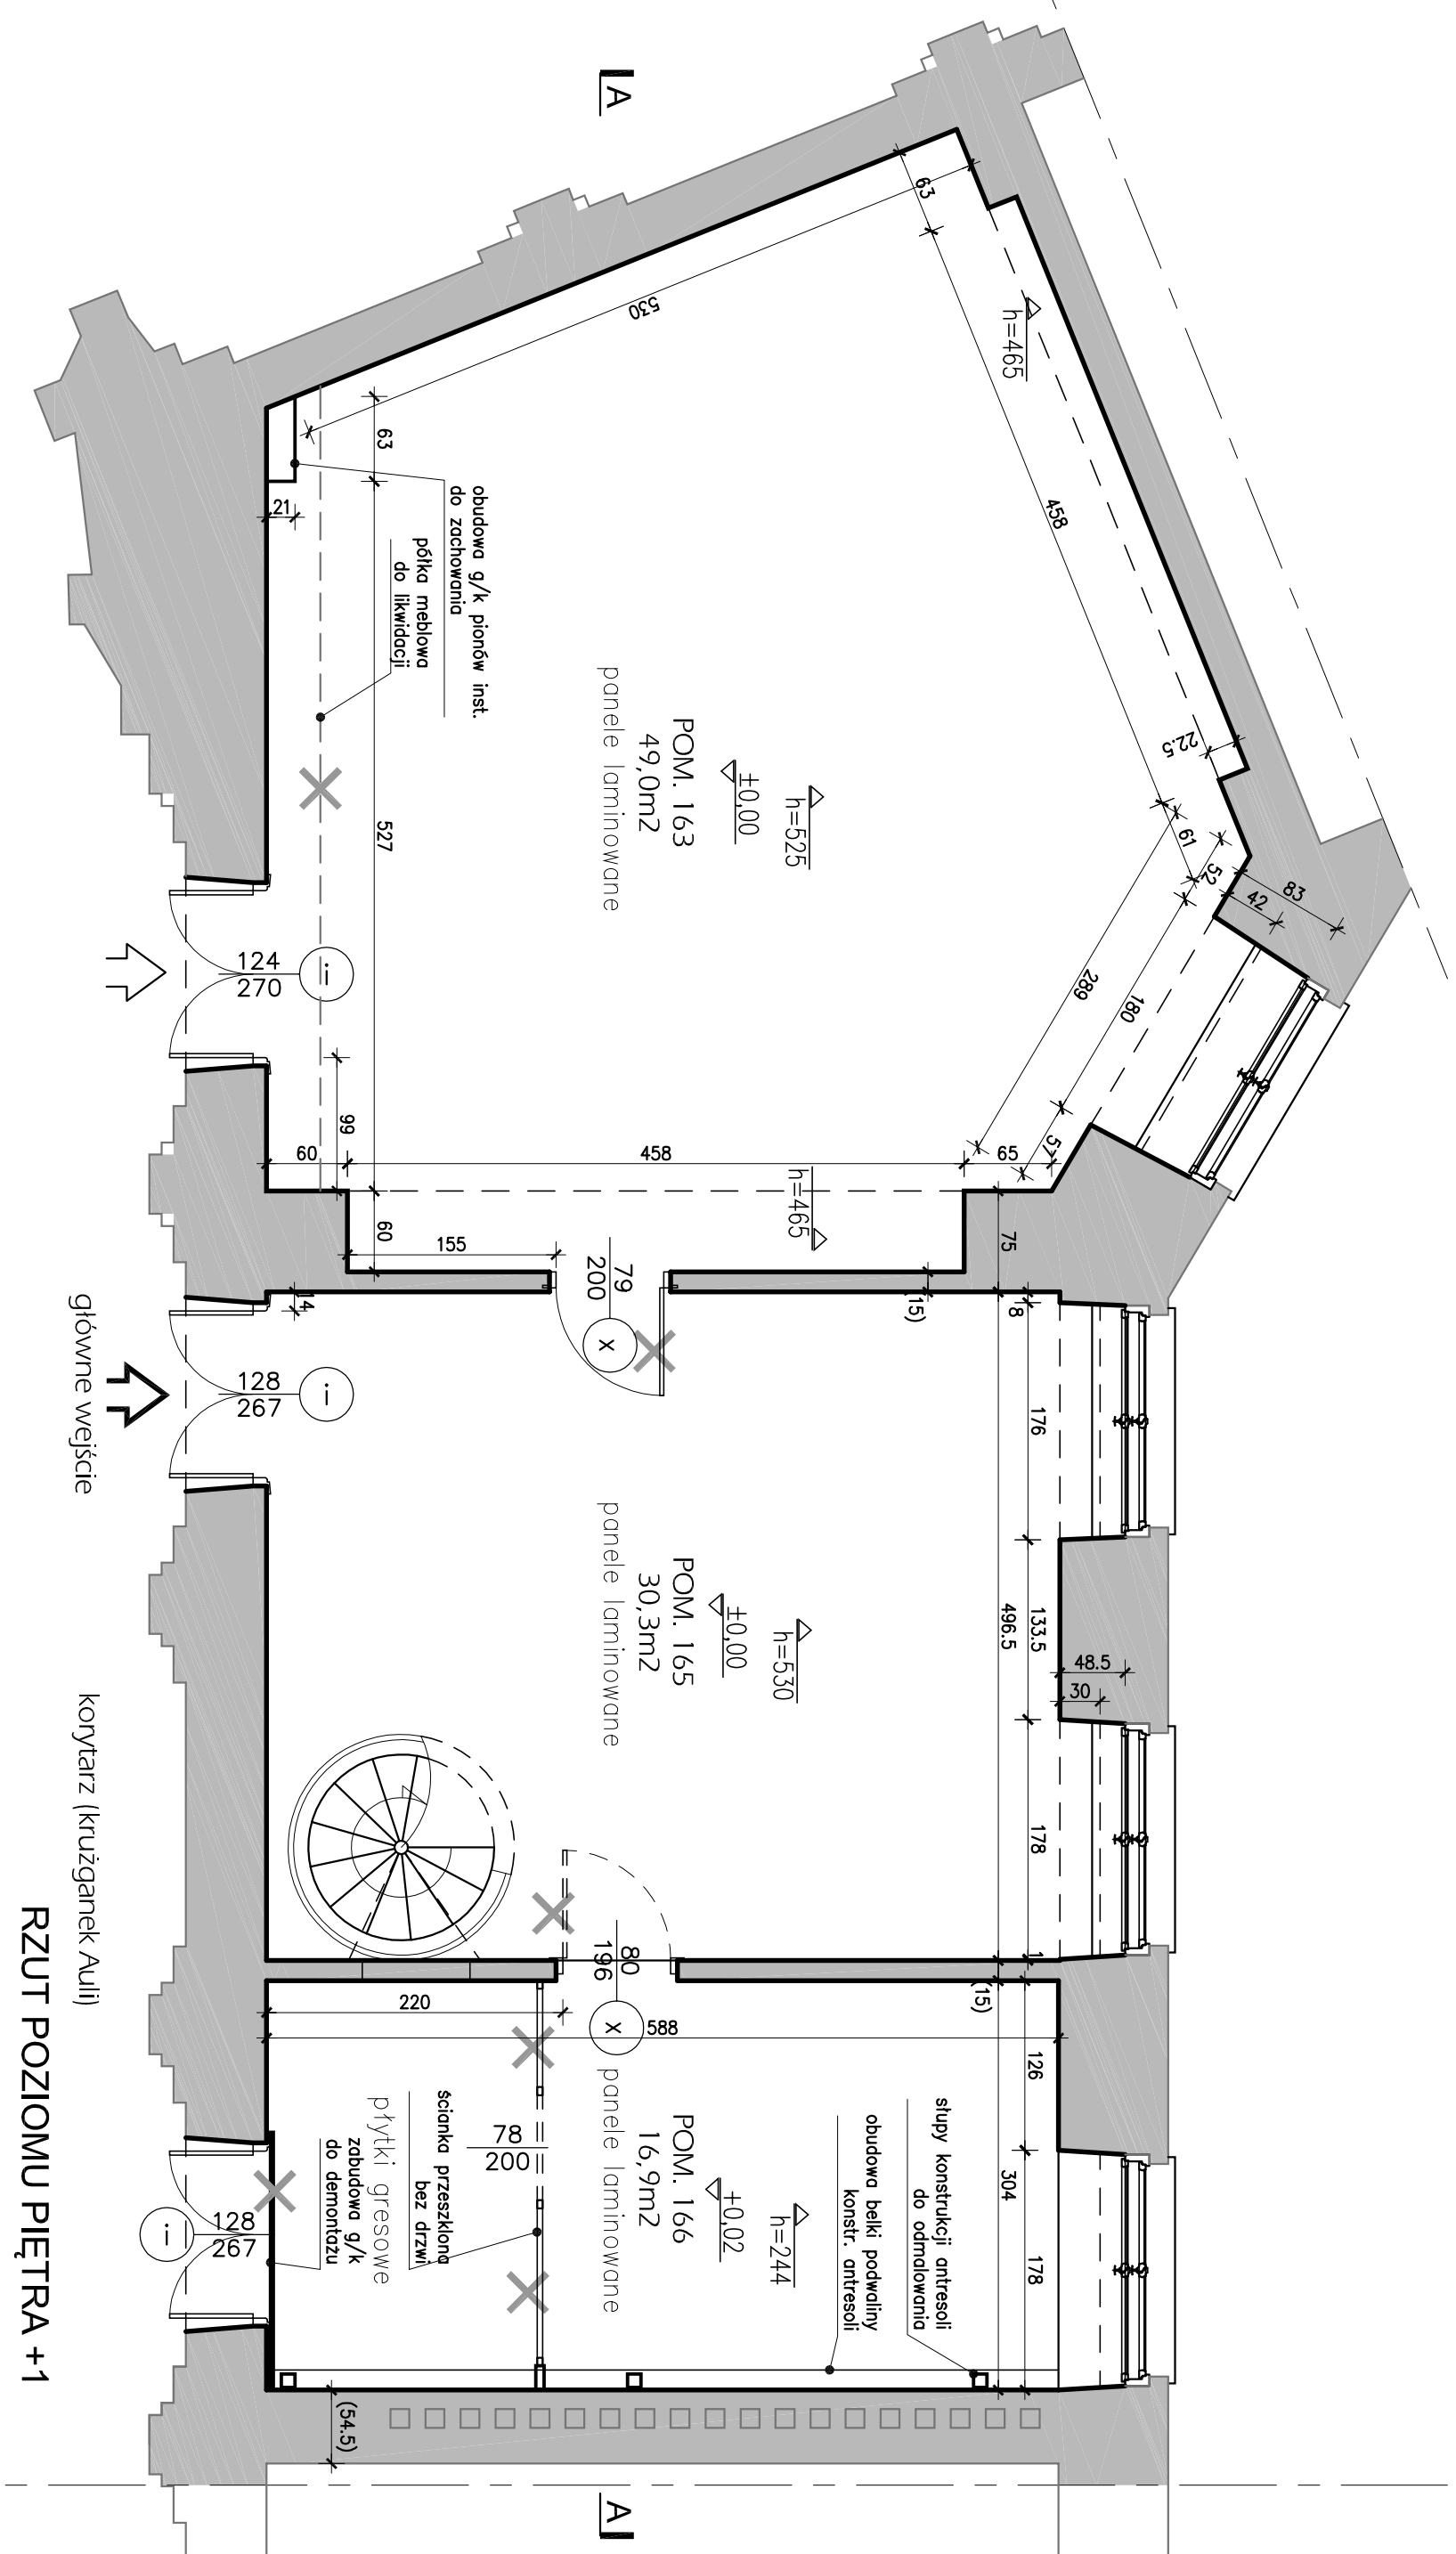 A
63
530
h=465
458
22.5
61
52
83
42
289
180
57
63
21
obudowa g/k pionów inst.
do zachowania
półka meblowa
do likwidacji
527
POM. 163
49,0m2
panele laminowane
±0,00
h=525
124
270
i
99
60
458
65
h=465
60
155
75
79
200
x
(15)
14
8
128
267
i
główne wejście
176
133.5
496.5
48.5
30
178
POM. 165
30,3m2
panele laminowane
±0,00
h=530
korytarz (krużganek Auli)
80
196
x
1
(15)
220
588
126
304
178
POM. 166
16,9m2
panele laminowane
+0,02
h=244
słupy konstrukcji antresoli
do odmalowania
obudowa belki podwaliny
konstr. antresoli
78
200
ścianka przeszklona
bez drzwi
płytki gresowe
zabudowa g/k
do demontażu
128
267
i
(54.5)
A
RZUT POZIOMU PIĘTRA +1